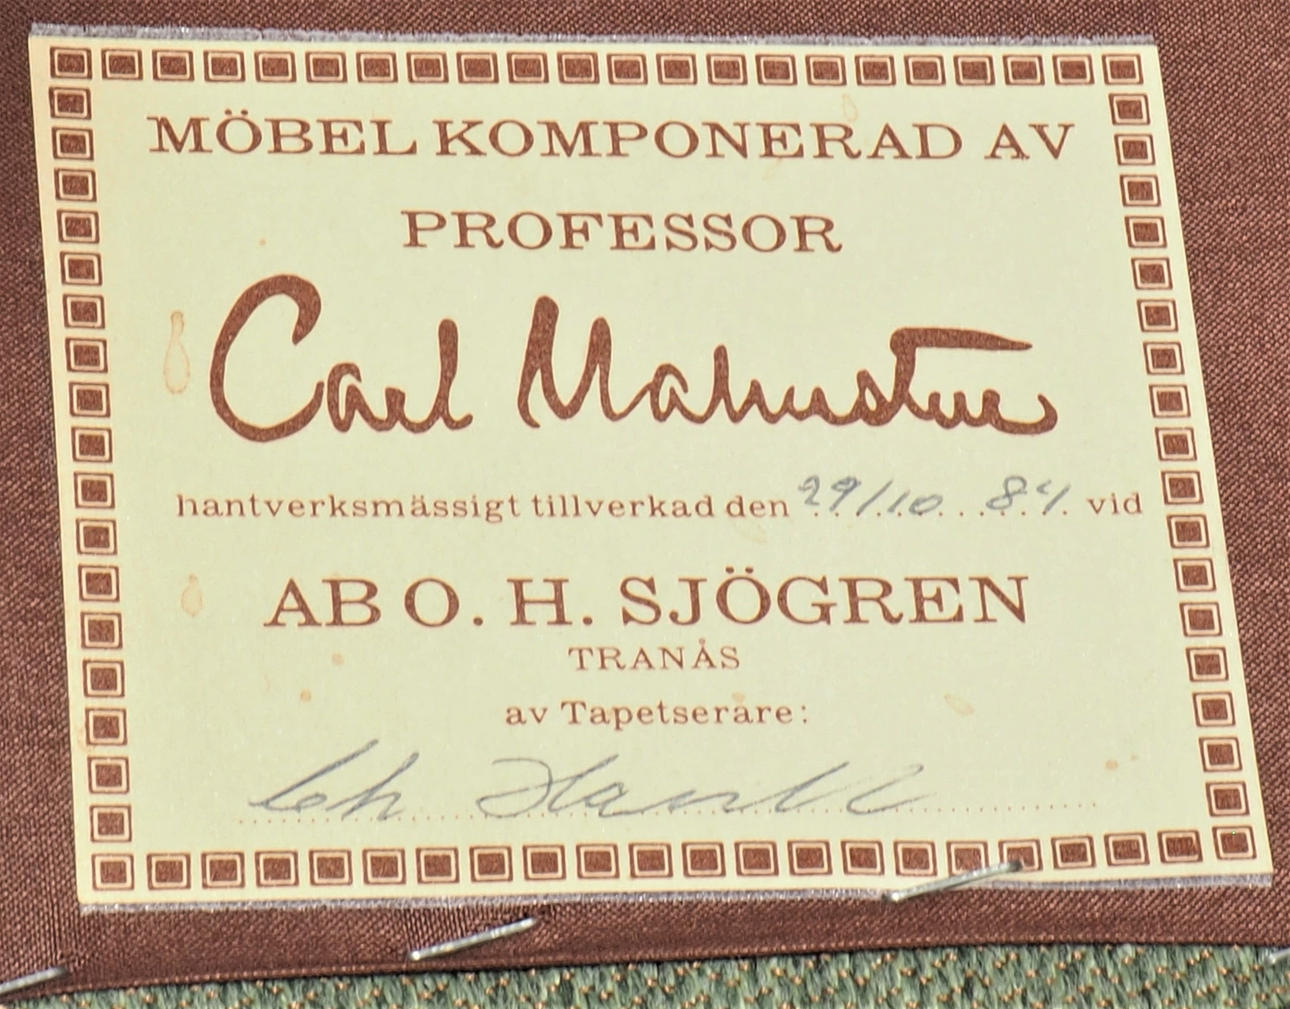 MÖBEL KOMPONERAD AV
PROFESSOR
Carl Malmsten
hantverksmässigt tillverkad den 29/10 84 vid
AB O. H. SJÖGREN
TRANÅS
av Tapetserare: